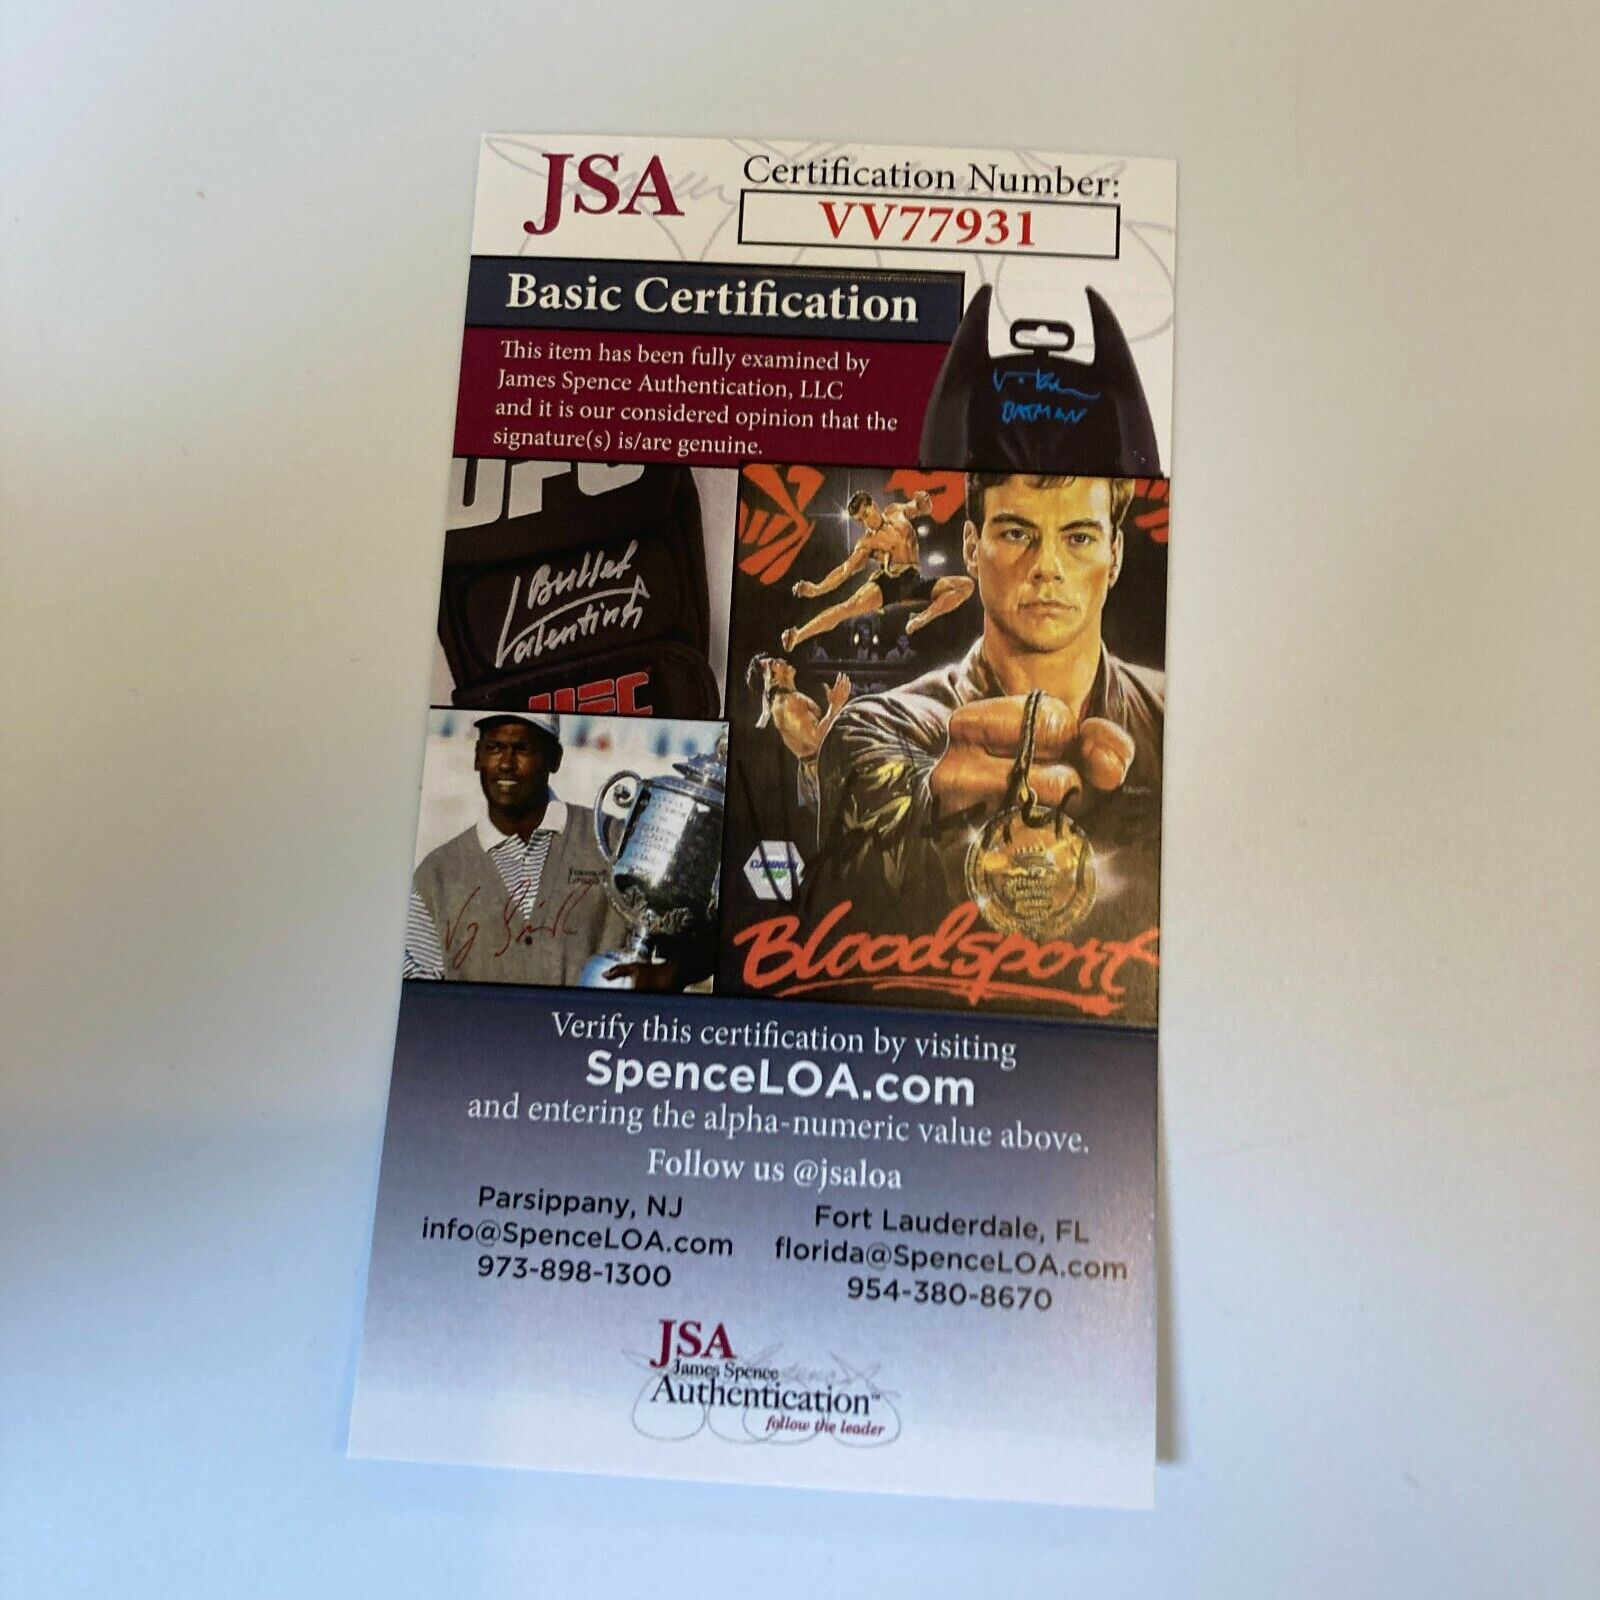 JSA
Certification Number:
VV77931
Basic Certification
This item has been fully examined by
James Spence Authentication, LLC
and it is our considered opinion that the
signature(s) is/are genuine.
BATMAN
UFC
Bullet
Valentina
UFC
Bloodsport
Verify this certification by visiting
SpenceLOA.com
and entering the alpha-numeric value above.
Follow us @jsaloa
Parsippany, NJ
info@SpenceLOA.com
973-898-1300
Fort Lauderdale, FL
florida@SpenceLOA.com
954-380-8670
JSA
James Spence
Authentication™
follow the leader